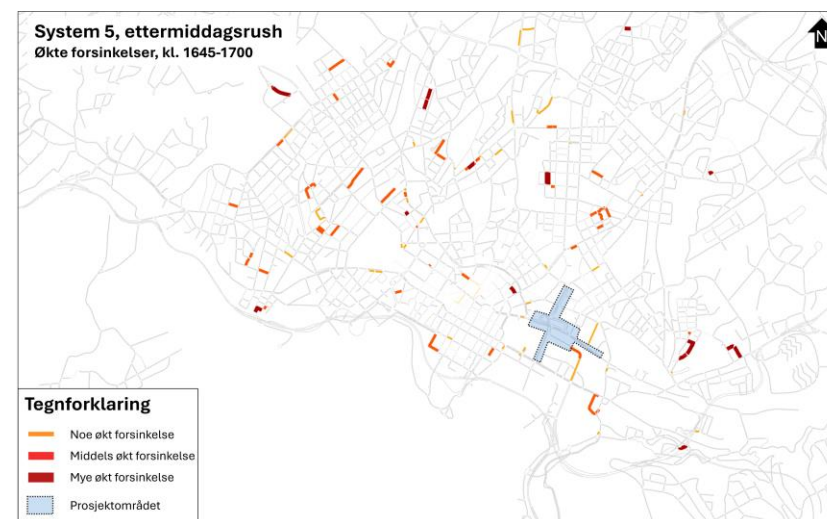 System 5, ettermiddagsrush
Økte forsinkelser, kl. 1645-1700
N
Tegnforklaring
Noe økt forsinkelse
Middels økt forsinkelse
Mye økt forsinkelse
Prosjektområdet